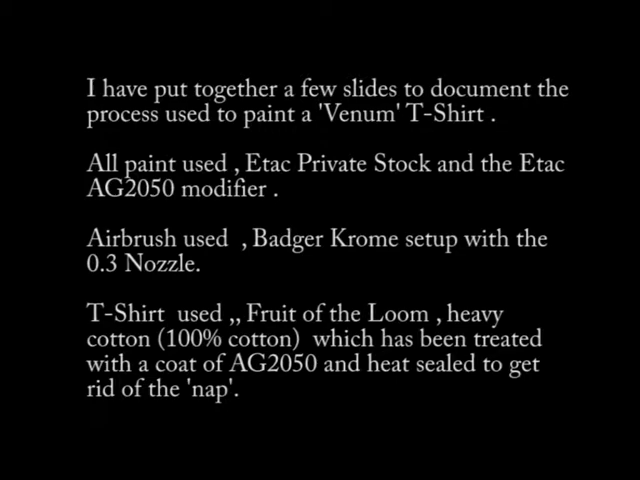 I have put together a few slides to document the
process used to paint a 'Venum' T-Shirt .
All paint used , Etac Private Stock and the Etac
AG2050 modifier .
Airbrush used  , Badger Krome setup with the
0.3 Nozzle.
T-Shirt  used ,, Fruit of the Loom , heavy
cotton (100% cotton)  which has been treated
with a coat of AG2050 and heat sealed to get
rid of the 'nap'.